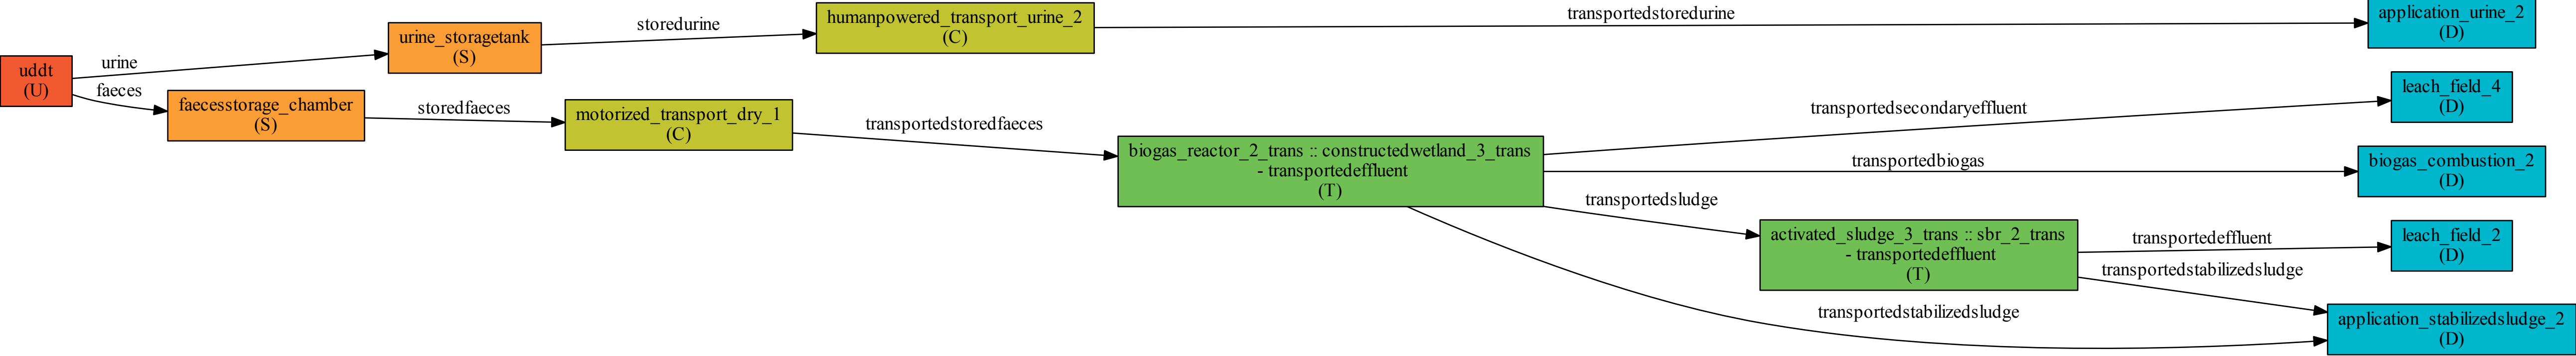 uddt
(U)
urine
faeces
urine_storagetank
(S)
faecesstorage_chamber
(S)
storedurine
storedfaeces
humanpowered_transport_urine_2
(C)
motorized_transport_dry_1
(C)
transportedstoredurine
transportedstoredfaeces
biogas_reactor_2_trans :: constructedwetland_3_trans
- transportedeffluent
(T)
transportedsecondaryeffluent
transportedbiogas
transportedsludge
transportedstabilizedsludge
activated_sludge_3_trans :: sbr_2_trans
- transportedeffluent
(T)
transportedeffluent
transportedstabilizedsludge
application_urine_2
(D)
leach_field_4
(D)
biogas_combustion_2
(D)
leach_field_2
(D)
application_stabilizedsludge_2
(D)